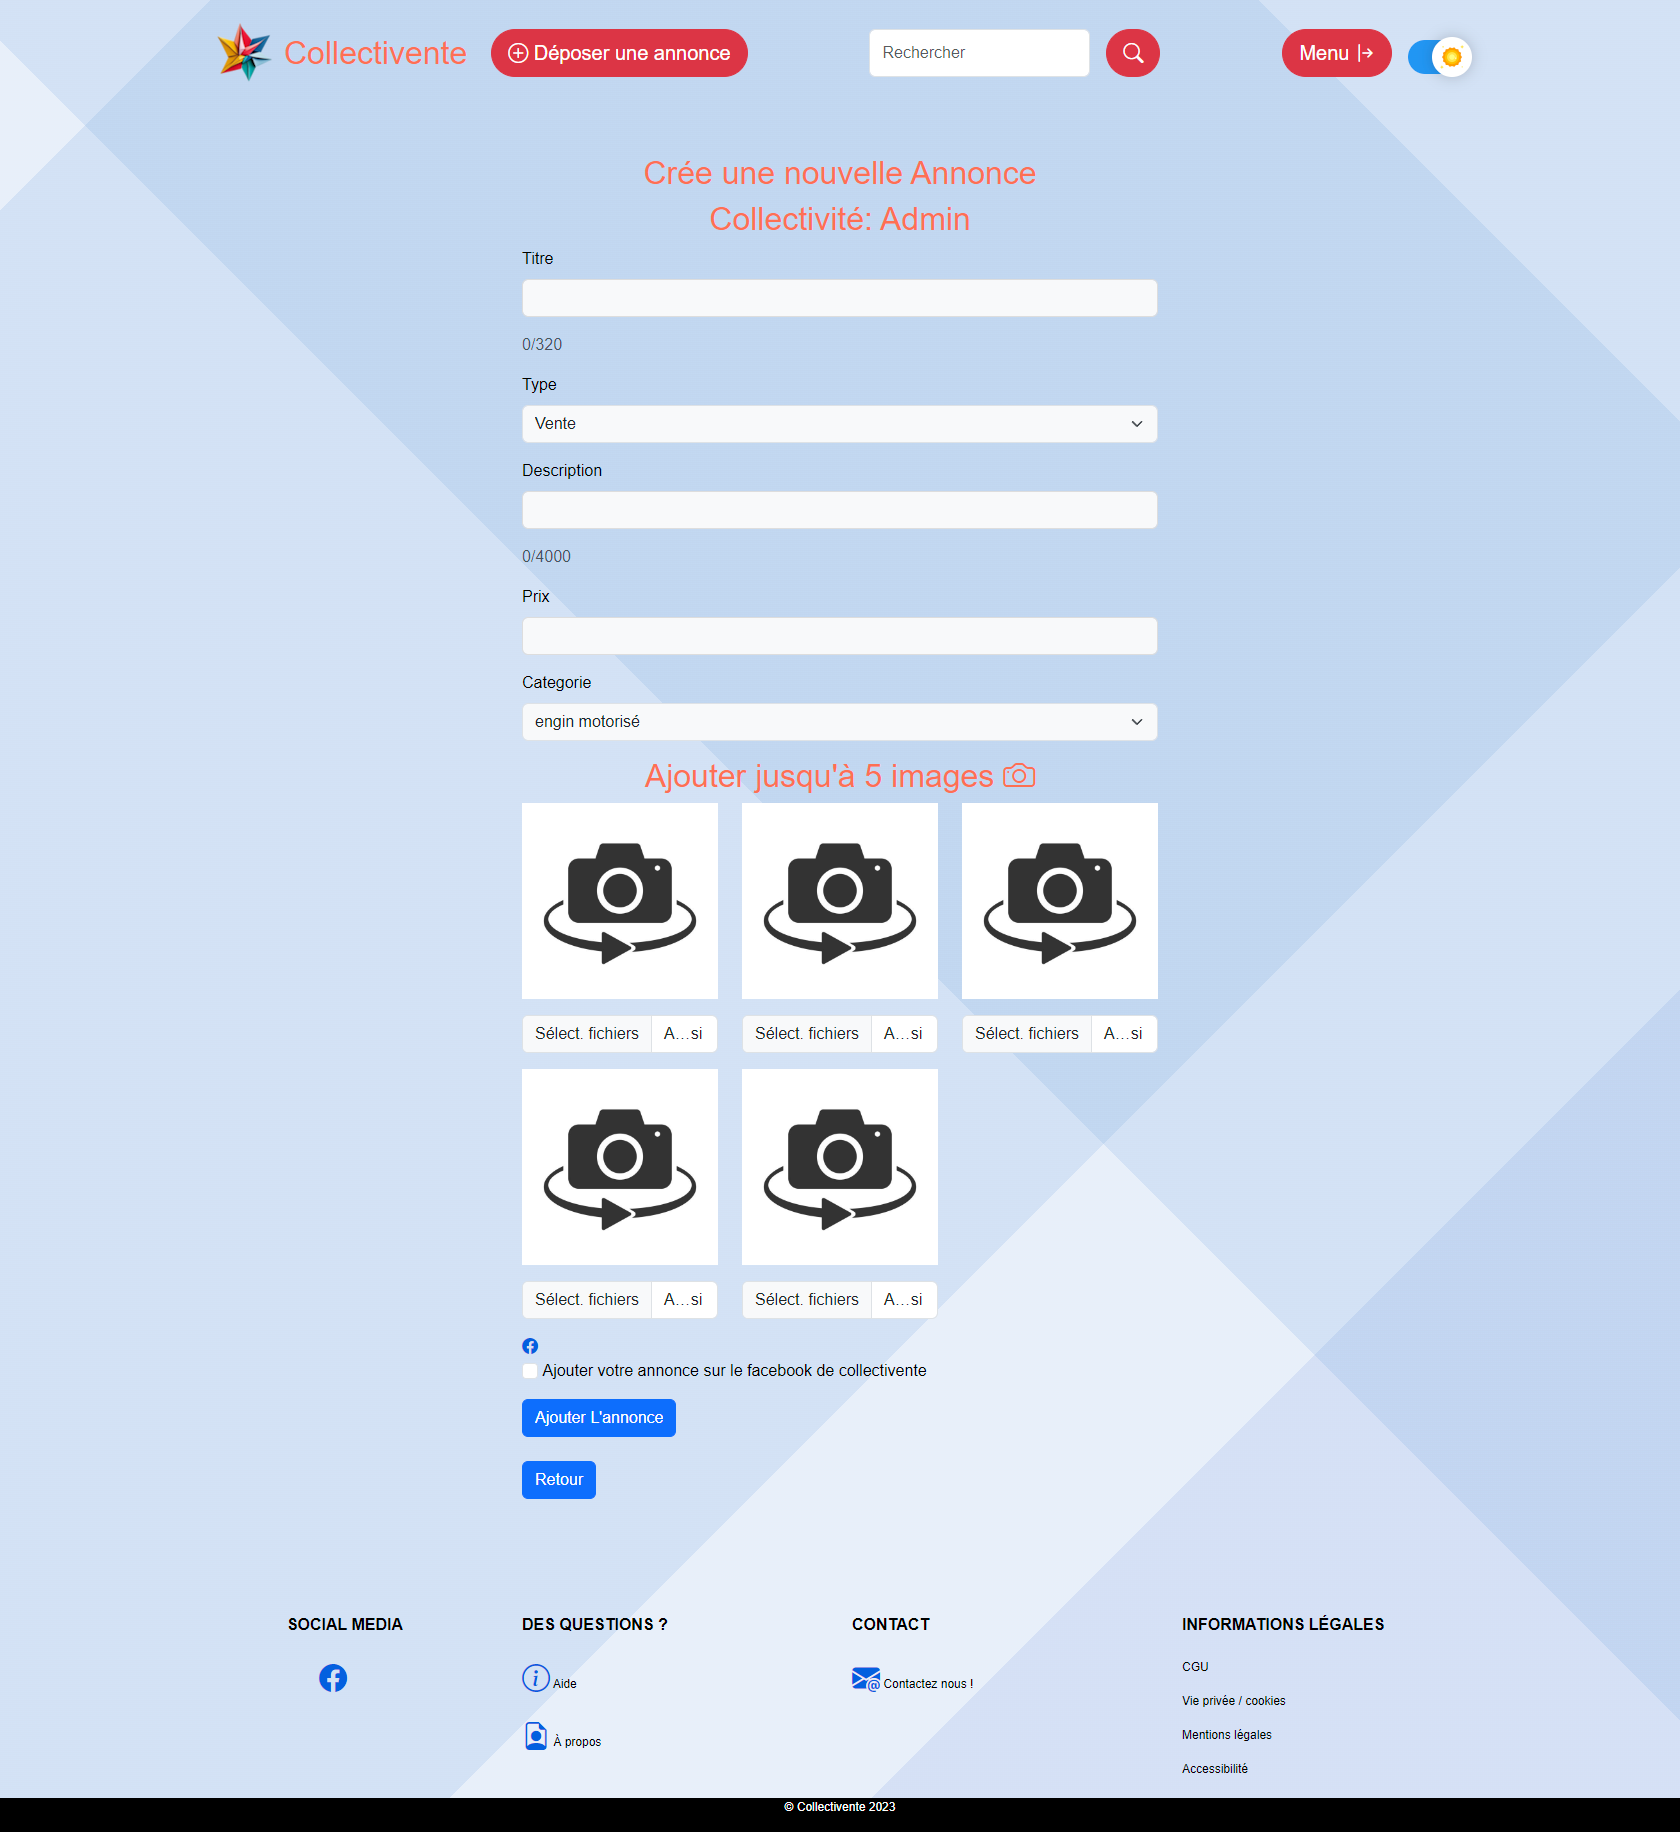 Collectivente
Déposer une annonce
Rechercher
Menu
Crée une nouvelle Annonce
Collectivité: Admin
Titre
0/320
Type
Vente
Description
0/4000
Prix
Categorie
engin motorisé
Ajouter jusqu'à 5 images
Sélect. fichiers A...si
Sélect. fichiers A...si
Sélect. fichiers A...si
Sélect. fichiers A...si
Sélect. fichiers A...si
Ajouter votre annonce sur le facebook de collectivente
Ajouter L'annonce
Retour
SOCIAL MEDIA
DES QUESTIONS ?
Aide
À propos
CONTACT
Contactez nous !
INFORMATIONS LÉGALES
CGU
Vie privée / cookies
Mentions légales
Accessibilité
© Collectivente 2023